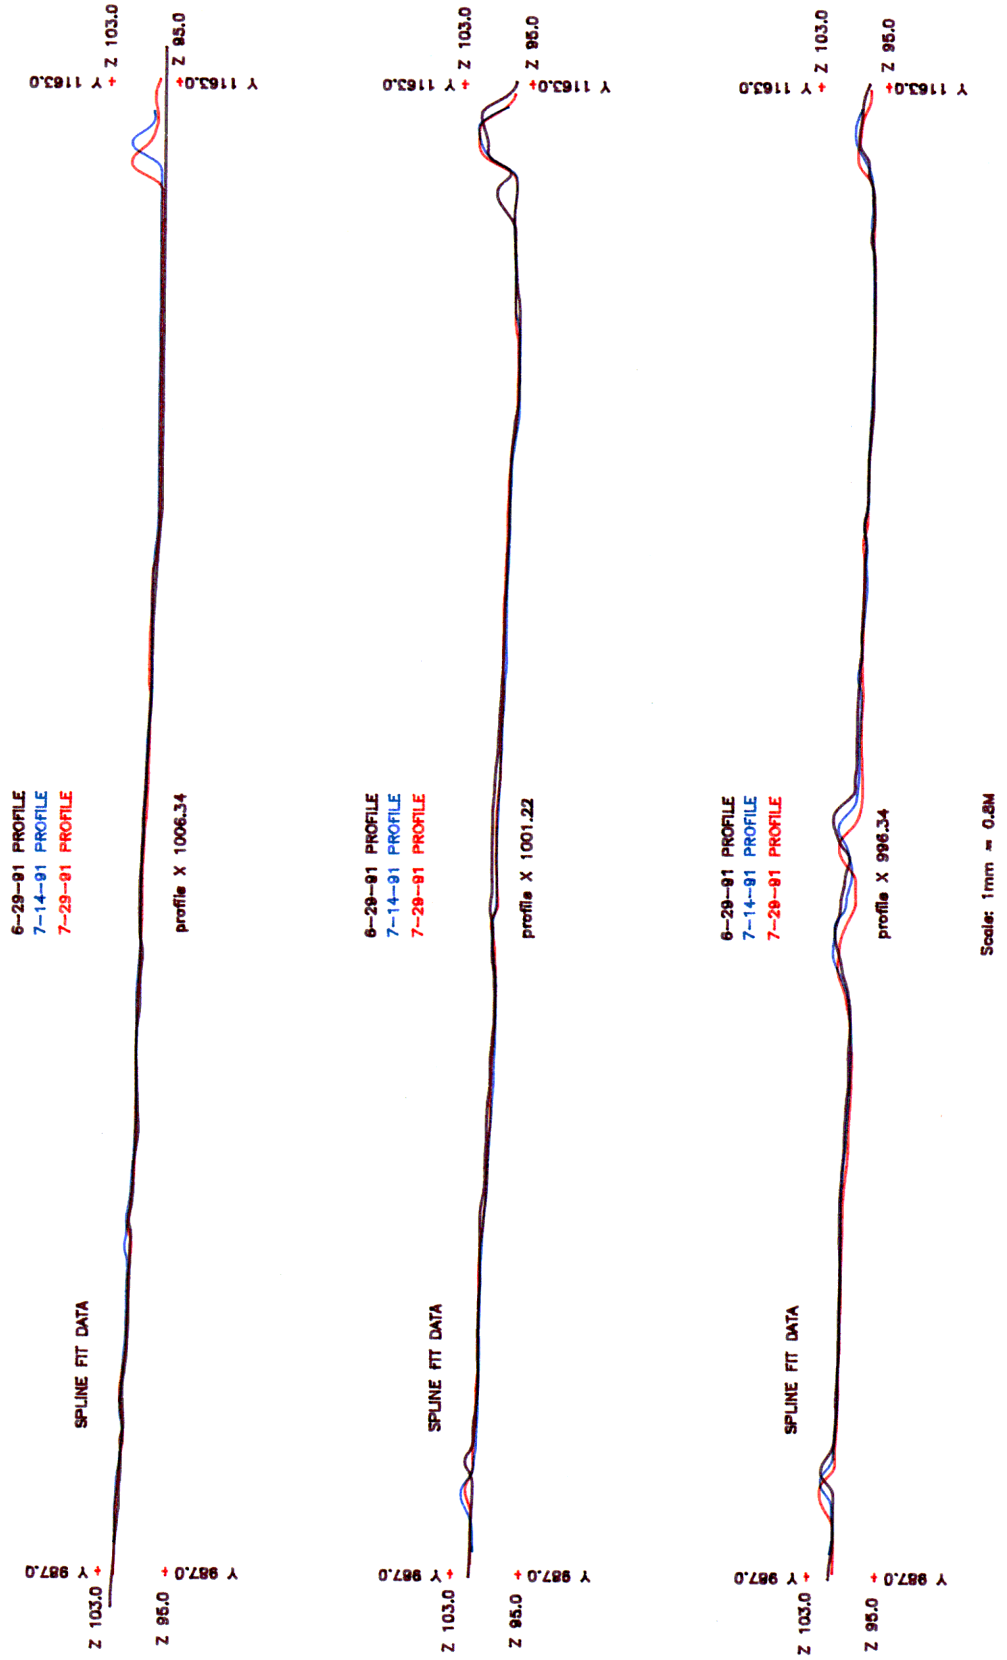 6-29-91 PROFILE
7-14-91 PROFILE
7-29-91 PROFILE
SPLINE FIT DATA
profile X 1006.34
Z 103.0
Y 987.0
Z 95.0
Y 987.0
Y 1163.0
Z 103.0
Y 1163.0
Z 95.0
6-29-91 PROFILE
7-14-91 PROFILE
7-29-91 PROFILE
SPLINE FIT DATA
profile X 1001.22
Z 103.0
Y 987.0
Z 95.0
Y 987.0
Y 1163.0
Z 103.0
Y 1163.0
Z 95.0
6-29-91 PROFILE
7-14-91 PROFILE
7-29-91 PROFILE
SPLINE FIT DATA
profile X 996.34
Z 103.0
Y 987.0
Z 95.0
Y 987.0
Y 1163.0
Z 103.0
Y 1163.0
Z 95.0
Scale: 1mm = 0.8M